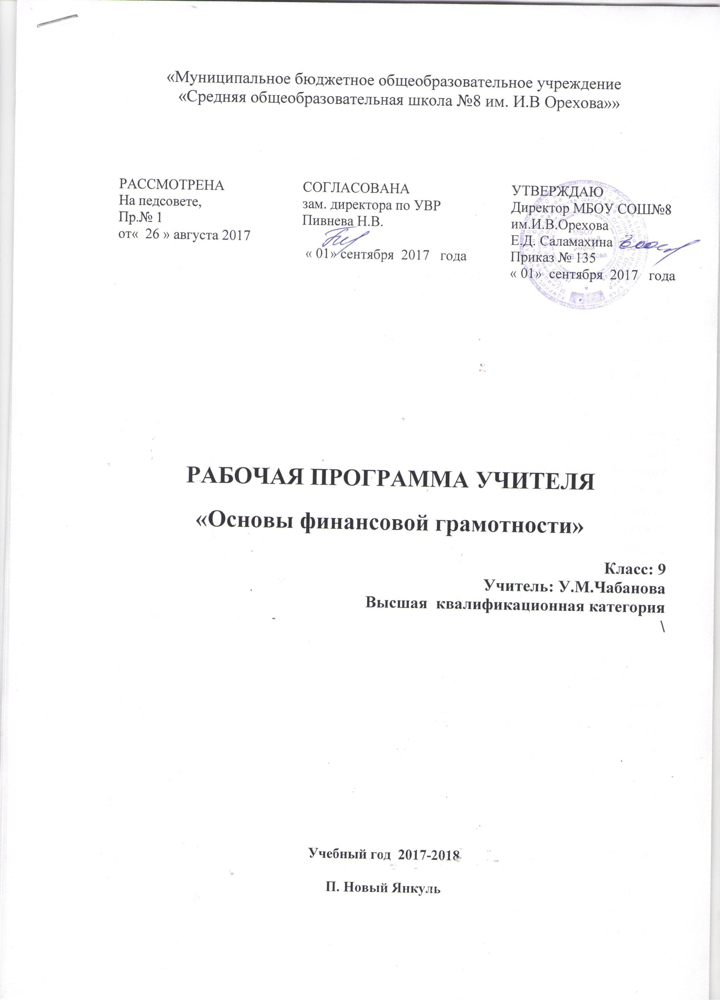 «Муниципальное бюджетное общеобразовательное учреждение
«Средняя общеобразовательная школа №8 им. И.В Орехова»»
РАССМОТРЕНА
На педсовете,
Пр.№ 1
от« 26 » августа 2017
СОГЛАСОВАНА
зам. директора по УВР
Пивнева Н.В.
« 01» сентября 2017 года
УТВЕРЖДАЮ
Директор МБОУ СОШ№8
им.И.В.Орехова
Е.Д. Саламахина
Приказ № 135
« 01» сентября 2017 года
МБОУ
имени
РАБОЧАЯ ПРОГРАММА УЧИТЕЛЯ
«Основы финансовой грамотности»
Класс: 9
Учитель: У.М.Чабанова
Высшая квалификационная категория
\
Учебный год 2017-2018
П. Новый Янкуль